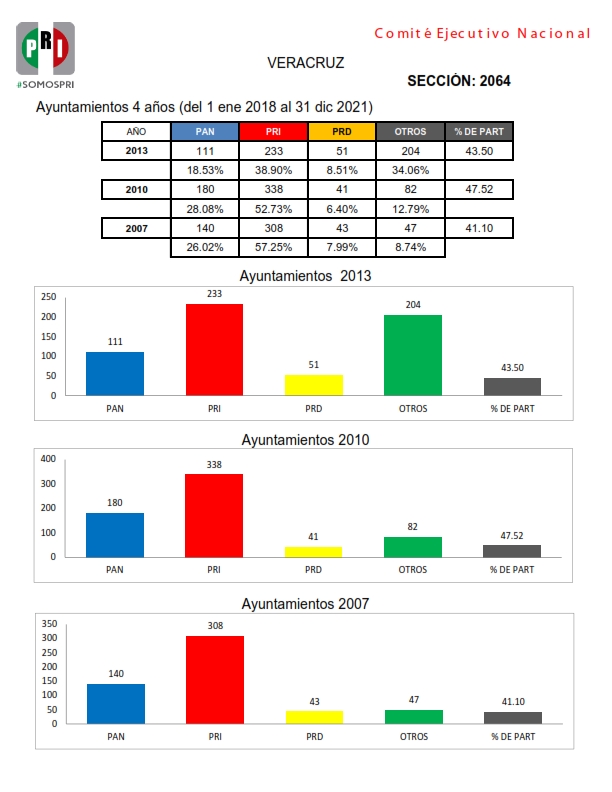 Comité Ejecutivo Nacional
PRI
#SOMOSPRI
VERACRUZ
SECCIÓN: 2064
Ayuntamientos 4 años (del 1 ene 2018 al 31 dic 2021)
AÑO PAN PRI PRD OTROS % DE PART
2013 111 233 51 204 43.50
18.53% 38.90% 8.51% 34.06%
2010 180 338 41 82 47.52
28.08% 52.73% 6.40% 12.79%
2007 140 308 43 47 41.10
26.02% 57.25% 7.99% 8.74%
Ayuntamientos 2013
250
200
150
100
50
0
111 233 51 204 43.50
PAN PRI PRD OTROS % DE PART
Ayuntamientos 2010
400
300
200
100
0
180 338 41 82 47.52
PAN PRI PRD OTROS % DE PART
Ayuntamientos 2007
350
300
250
200
150
100
50
0
140 308 43 47 41.10
PAN PRI PRD OTROS % DE PART